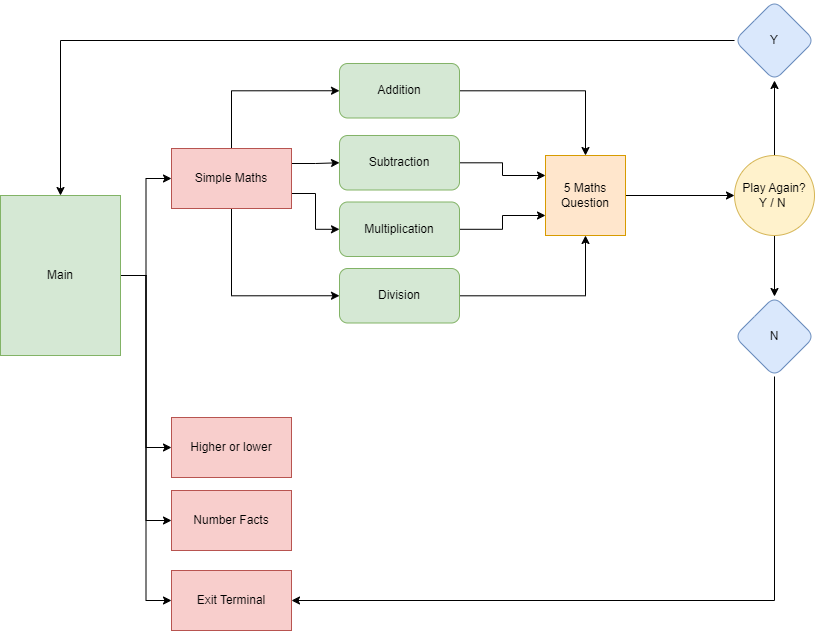 Y
Addition
Simple Maths
Subtraction
5 Maths
Question
Play Again?
Y / N
Multiplication
Main
Division
N
Higher or lower
Number Facts
Exit Terminal